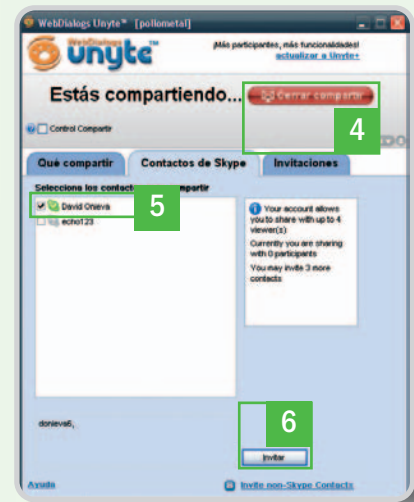 WebDialogs Unyte™ [poliometal]
WebDialogs
unyte™
¡Más participantes, más funcionalidades!
actualizar a Unyte+
Estás compartiendo...
Cerrar compartir
4
Control Compartir
Qué compartir
Contactos de Skype
Invitaciones
Selecciona los compartir
5
David Onieva
echo123
Your account allows
you to share with up to 4
viewer(s)
Currently you are sharing
with 0 participants
You may invite 3 more
contacts
donieva6,
6
Invitar
Ayuda
Invite non-Skype Contacts